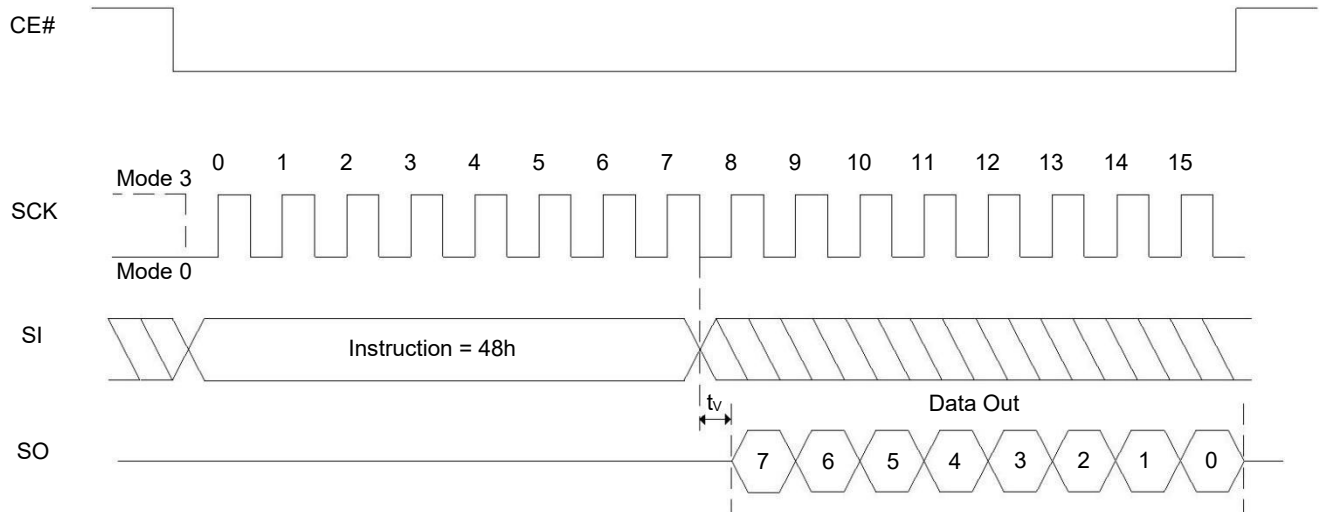 CE#
0 1 2 3 4 5 6 7 8 9 10 11 12 13 14 15
Mode 3
SCK
Mode 0
SI
Instruction = 48h
tV
Data Out
SO
7 6 5 4 3 2 1 0